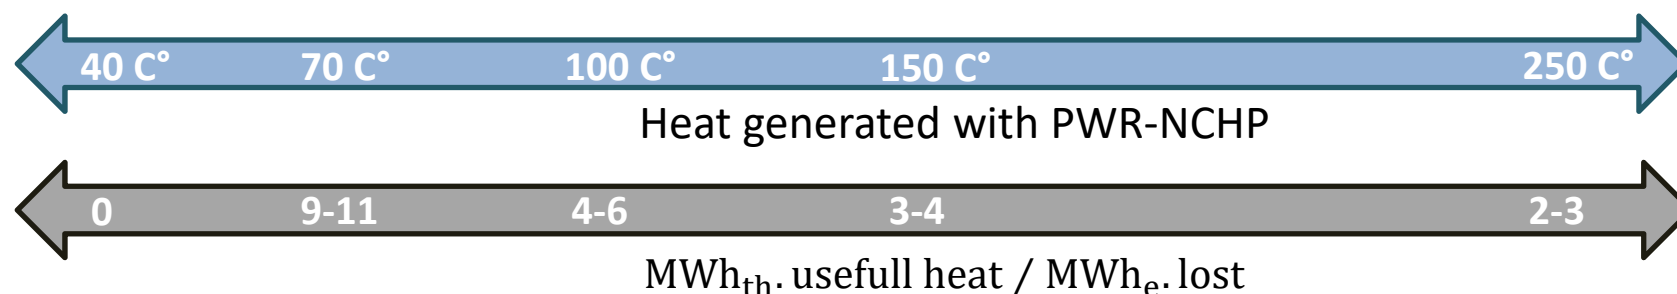 40 C° 70 C° 100 C° 150 C° 250 C°
Heat generated with PWR-NCHP
0 9-11 4-6 3-4 2-3
MWhth. usefull heat / MWhe. lost